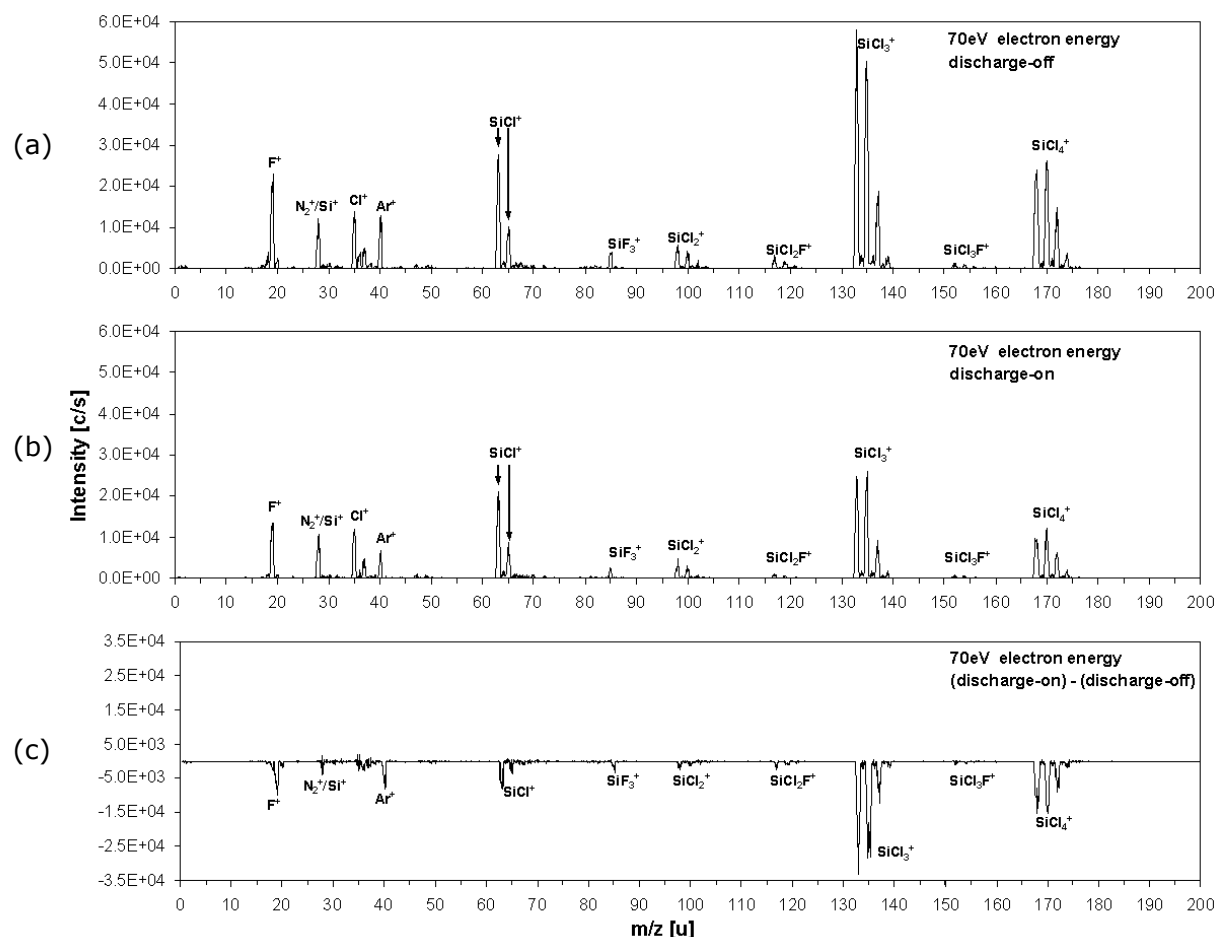 (a)
6.0E+04
5.0E+04
4.0E+04
3.0E+04
2.0E+04
1.0E+04
0.0E+00
70eV electron energy
discharge-off
F⁺
N₂⁺/Si⁺
Cl⁺
Ar⁺
SiCl⁺
SiF₃⁺
SiCl₂⁺
SiCl₂F⁺
SiCl₃⁺
SiCl₃F⁺
SiCl₄⁺
0 10 20 30 40 50 60 70 80 90 100 110 120 130 140 150 160 170 180 190 200
(b)
Intensity [c/s]
6.0E+04
5.0E+04
4.0E+04
3.0E+04
2.0E+04
1.0E+04
0.0E+00
70eV electron energy
discharge-on
F⁺
N₂⁺/Si⁺
Cl⁺
Ar⁺
SiCl⁺
SiF₃⁺
SiCl₂⁺
SiCl₂F⁺
SiCl₃⁺
SiCl₃F⁺
SiCl₄⁺
0 10 20 30 40 50 60 70 80 90 100 110 120 130 140 150 160 170 180 190 200
(c)
3.5E+04
2.5E+04
1.5E+04
5.0E+03
-5.0E+03
-1.5E+04
-2.5E+04
-3.5E+04
70eV electron energy
(discharge-on) - (discharge-off)
F⁺
N₂⁺/Si⁺
Ar⁺
SiCl⁺
SiF₃⁺
SiCl₂⁺
SiCl₂F⁺
SiCl₃⁺
SiCl₃F⁺
SiCl₄⁺
0 10 20 30 40 50 60 70 80 90 100 110 120 130 140 150 160 170 180 190 200
m/z [u]